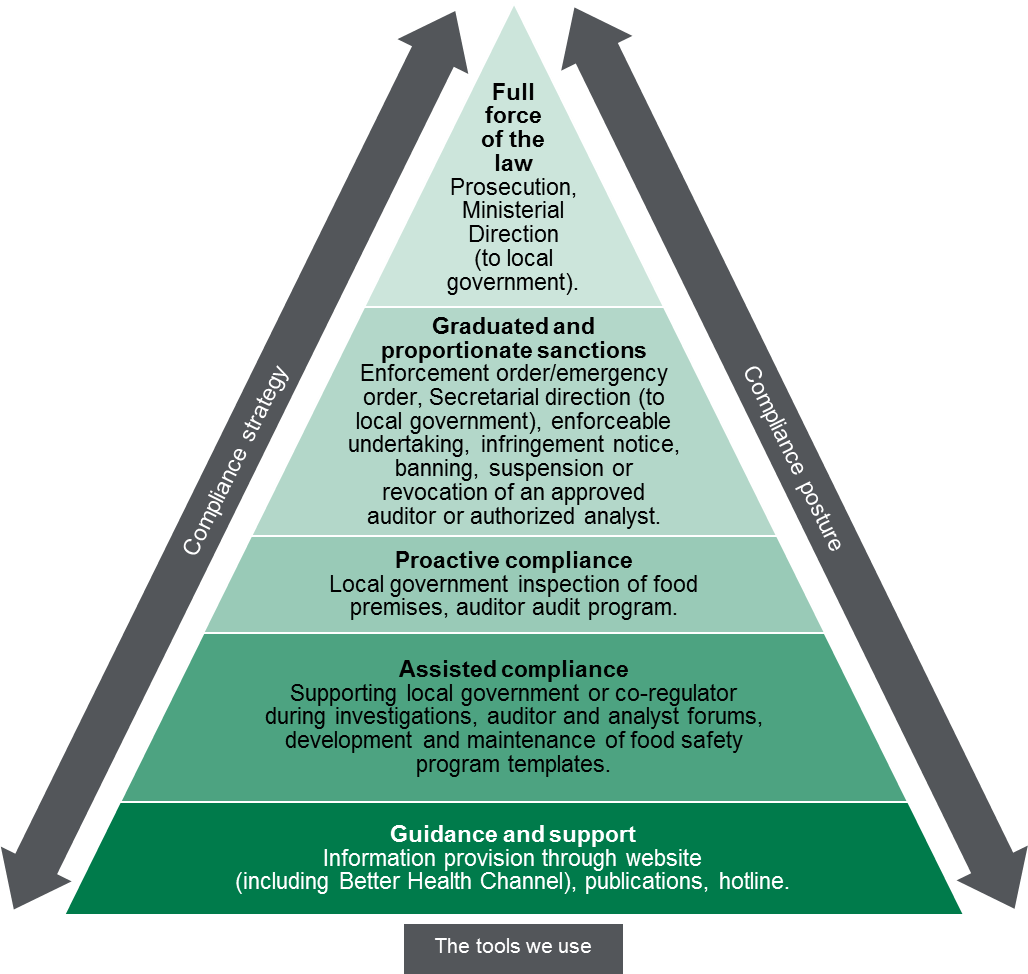 Full
force
of the
law
Prosecution,
Ministerial
Direction
(to local
government).
Graduated and
proportionate sanctions
Enforcement order/emergency
order, Secretarial direction (to
local government), enforceable
undertaking, infringement notice,
banning, suspension or
revocation of an approved
auditor or authorized analyst.
Proactive compliance
Local government inspection of food
premises, auditor audit program.
Assisted compliance
Supporting local government or co-regulator
during investigations, auditor and analyst forums,
development and maintenance of food safety
program templates.
Guidance and support
Information provision through website
(including Better Health Channel), publications, hotline.
Compliance strategy
Compliance posture
The tools we use